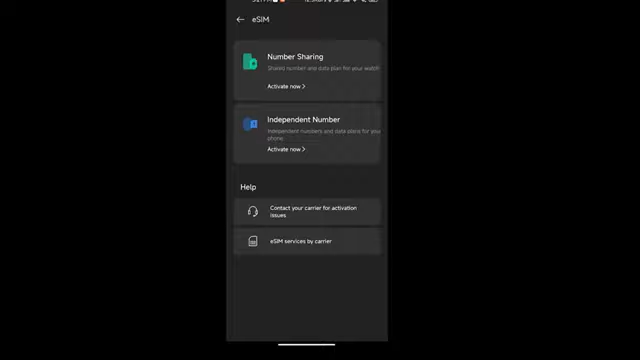 eSIM
Number Sharing
Shared number and data plan for your watch
Activate now
Independent Number
Independent numbers and data plans for your
phone.
Activate now
Help
Contact your carrier for activation
issues
eSIM services by carrier